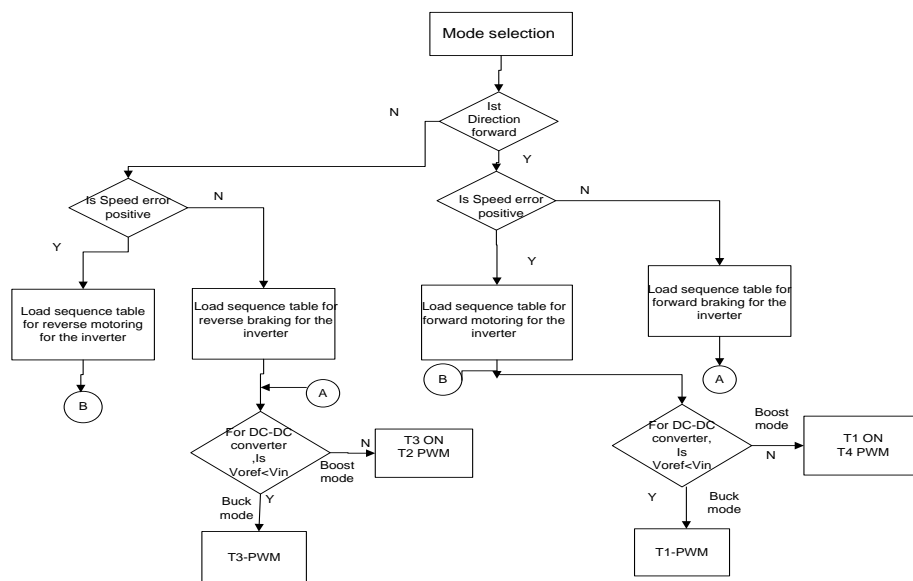 Mode selection
Ist
Direction
forward
N
Y
Is Speed error
positive
N
Y
Is Speed error
positive
N
Y
Load sequence table
for reverse motoring
for the inverter
Load sequence table for
reverse braking for the
inverter
Load sequence table for
forward motoring for the
inverter
Load sequence table for
forward braking for the
inverter
B
A
B
A
For DC-DC
converter
,Is
Voref<Vin
N
Boost
mode
T3 ON
T2 PWM
Buck
mode
Y
T3-PWM
For DC-DC
converter,
Is
Voref<Vin
Boost
mode
N
T1 ON
T4 PWM
Y
Buck
mode
T1-PWM